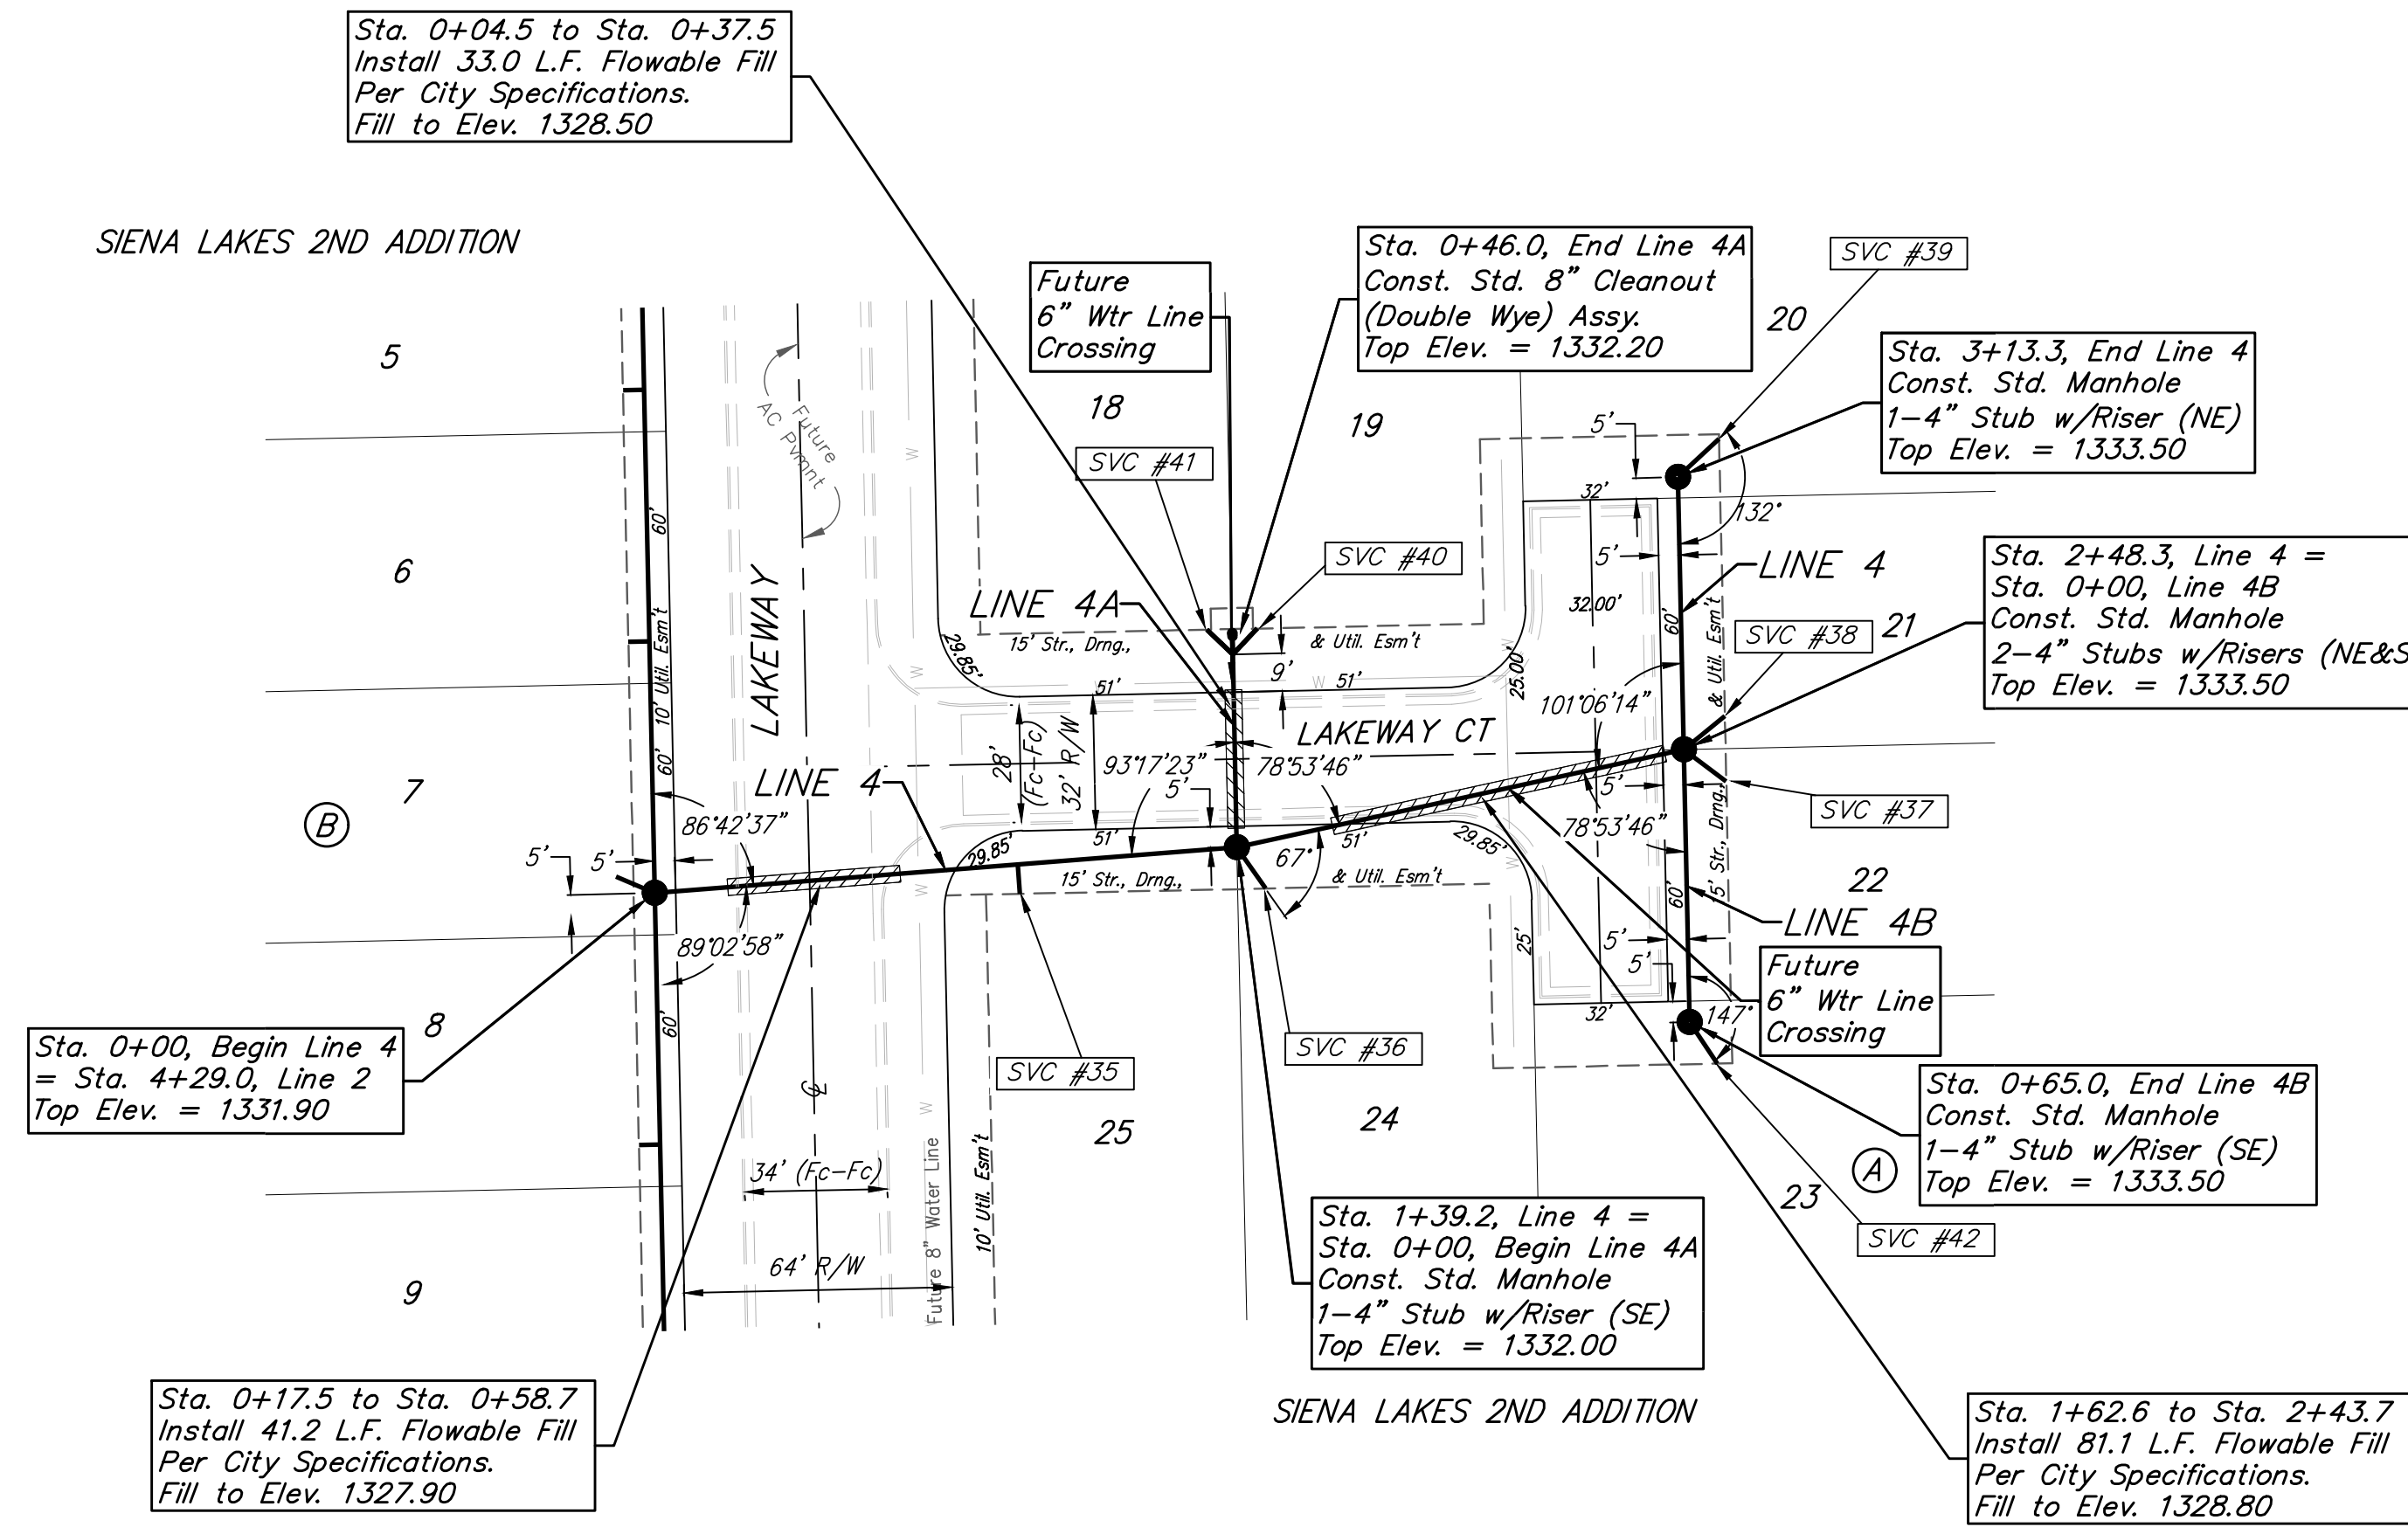 Sta. 0+04.5 to Sta. 0+37.5
Install 33.0 L.F. Flowable Fill
Per City Specifications.
Fill to Elev. 1328.50
SIENA LAKES 2ND ADDITION
Future
6" Wtr Line
Crossing
Sta. 0+46.0, End Line 4A
Const. Std. 8" Cleanout
(Double Wye) Assy.
Top Elev. = 1332.20
SVC #39
20
Sta. 3+13.3, End Line 4
Const. Std. Manhole
1-4" Stub w/Riser (NE)
Top Elev. = 1333.50
5
Future
AC Pvmnt
18
19
SVC #41
5'
W
32'
132°
60'
6
LAKEWAY
LINE 4A
SVC #40
5'
LINE 4
32.00'
60'
Sta. 2+48.3, Line 4 =
Sta. 0+00, Line 4B
Const. Std. Manhole
2-4" Stubs w/Risers (NE&S
Top Elev. = 1333.50
10' Util. Esm't
29.85'
15' Str., Drng.,
& Util. Esm't
9'
W
25.00'
SVC #38
21
& Util. Esm't
W
51'
W
51'
101°06'14"
60'
28'
(Fc-Fc)
32' R/W
LAKEWAY CT
93°17'23"
78°53'46"
5'
LINE 4
7
B
86°42'37"
5'
SVC #37
78°53'46"
15' Str., Drng.,
5'
5'
29.85'
51'
51'
29.85'
67°
W
W
15' Str., Drng.,
& Util. Esm't
60'
22
LINE 4B
89°02'58"
25'
5'
5'
Future
6" Wtr Line
Crossing
8
60'
32'
147°
Sta. 0+00, Begin Line 4
= Sta. 4+29.0, Line 2
Top Elev. = 1331.90
SVC #35
SVC #36
Sta. 0+65.0, End Line 4B
Const. Std. Manhole
1-4" Stub w/Riser (SE)
Top Elev. = 1333.50
W
25
24
A
23
34' (Fc-Fc)
Future 8" Water Line
10' Util. Esm't
SVC #42
Sta. 1+39.2, Line 4 =
Sta. 0+00, Begin Line 4A
Const. Std. Manhole
1-4" Stub w/Riser (SE)
Top Elev. = 1332.00
64' R/W
9
Sta. 0+17.5 to Sta. 0+58.7
Install 41.2 L.F. Flowable Fill
Per City Specifications.
Fill to Elev. 1327.90
SIENA LAKES 2ND ADDITION
Sta. 1+62.6 to Sta. 2+43.7
Install 81.1 L.F. Flowable Fill
Per City Specifications.
Fill to Elev. 1328.80